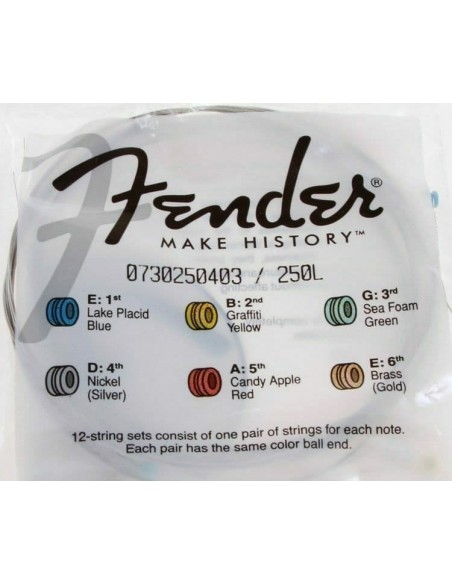 Fender®
MAKE HISTORY™
0730250403 / 250L
E: 1st
Lake Placid
Blue
B: 2nd
Graffiti
Yellow
G: 3rd
Sea Foam
Green
D: 4th
Nickel
(Silver)
A: 5th
Candy Apple
Red
E: 6th
Brass
(Gold)
12-string sets consist of one pair of strings for each note.
Each pair has the same color ball end.